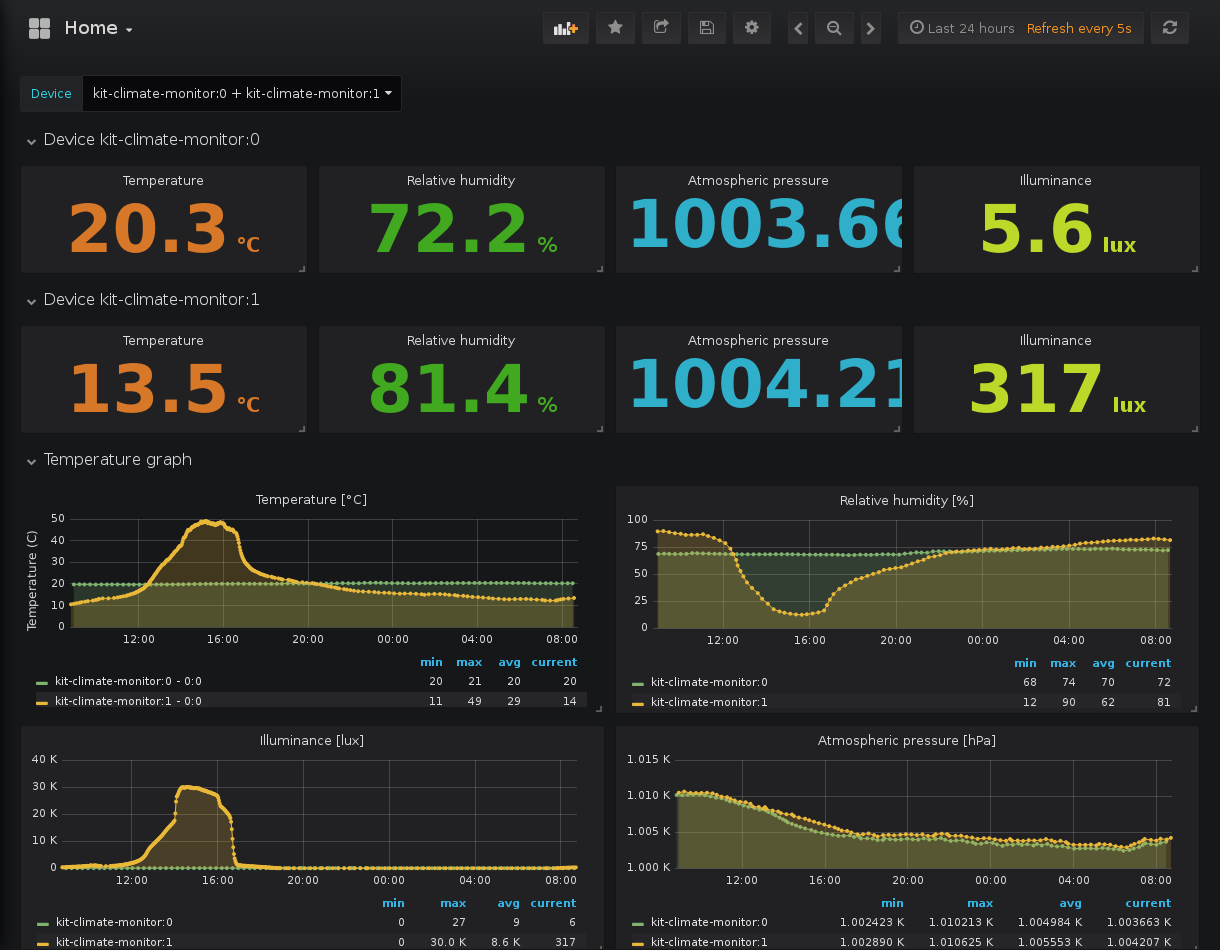 Home
Last 24 hours Refresh every 5s
Device kit-climate-monitor:0 + kit-climate-monitor:1
Device kit-climate-monitor:0
Temperature Relative humidity Atmospheric pressure Illuminance
20.3 °C 72.2 % 1003.66 5.6 lux
Device kit-climate-monitor:1
Temperature Relative humidity Atmospheric pressure Illuminance
13.5 °C 81.4 % 1004.21 317 lux
Temperature graph
Temperature [°C]
Temperature (C)
50
40
30
20
10
0
12:00 16:00 20:00 00:00 04:00 08:00
min max avg current
kit-climate-monitor:0 - 0:0 20 21 20 20
kit-climate-monitor:1 - 0:0 11 49 29 14
Relative humidity [%]
100
75
50
25
0
12:00 16:00 20:00 00:00 04:00 08:00
min max avg current
kit-climate-monitor:0 68 74 70 72
kit-climate-monitor:1 12 90 62 81
Illuminance [lux]
40 K
30 K
20 K
10 K
0
12:00 16:00 20:00 00:00 04:00 08:00
min max avg current
kit-climate-monitor:0 0 27 9 6
kit-climate-monitor:1 0 30.0 K 8.6 K 317
Atmospheric pressure [hPa]
1.015 K
1.010 K
1.005 K
1.000 K
12:00 16:00 20:00 00:00 04:00 08:00
min max avg current
kit-climate-monitor:0 1.002423 K 1.010213 K 1.004984 K 1.003663 K
kit-climate-monitor:1 1.002890 K 1.010625 K 1.005553 K 1.004207 K